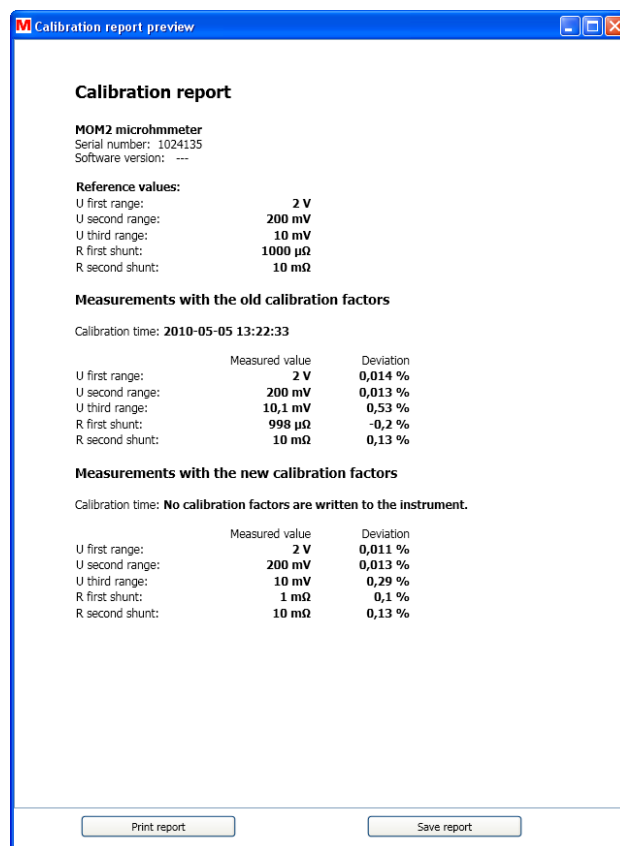 M Calibration report preview
Calibration report
MOM2 microhmmeter
Serial number: 1024135
Software version: ---
Reference values:
U first range: 2 V
U second range: 200 mV
U third range: 10 mV
R first shunt: 1000 µΩ
R second shunt: 10 mΩ
Measurements with the old calibration factors
Calibration time: 2010-05-05 13:22:33
Measured value Deviation
U first range: 2 V 0,014 %
U second range: 200 mV 0,013 %
U third range: 10,1 mV 0,53 %
R first shunt: 998 µΩ -0,2 %
R second shunt: 10 mΩ 0,13 %
Measurements with the new calibration factors
Calibration time: No calibration factors are written to the instrument.
Measured value Deviation
U first range: 2 V 0,011 %
U second range: 200 mV 0,013 %
U third range: 10 mV 0,29 %
R first shunt: 1 mΩ 0,1 %
R second shunt: 10 mΩ 0,13 %
Print report Save report